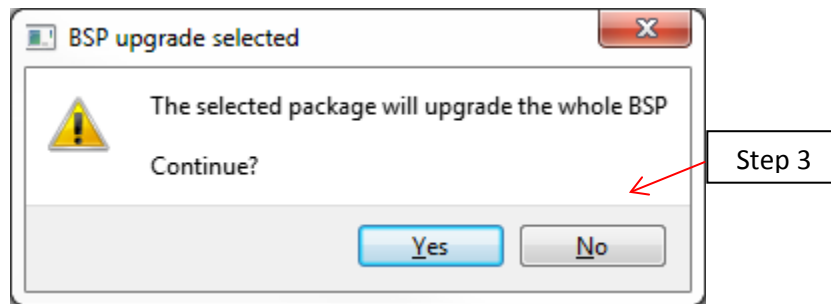 BSP upgrade selected
The selected package will upgrade the whole BSP
Continue?
Step 3
Yes
No